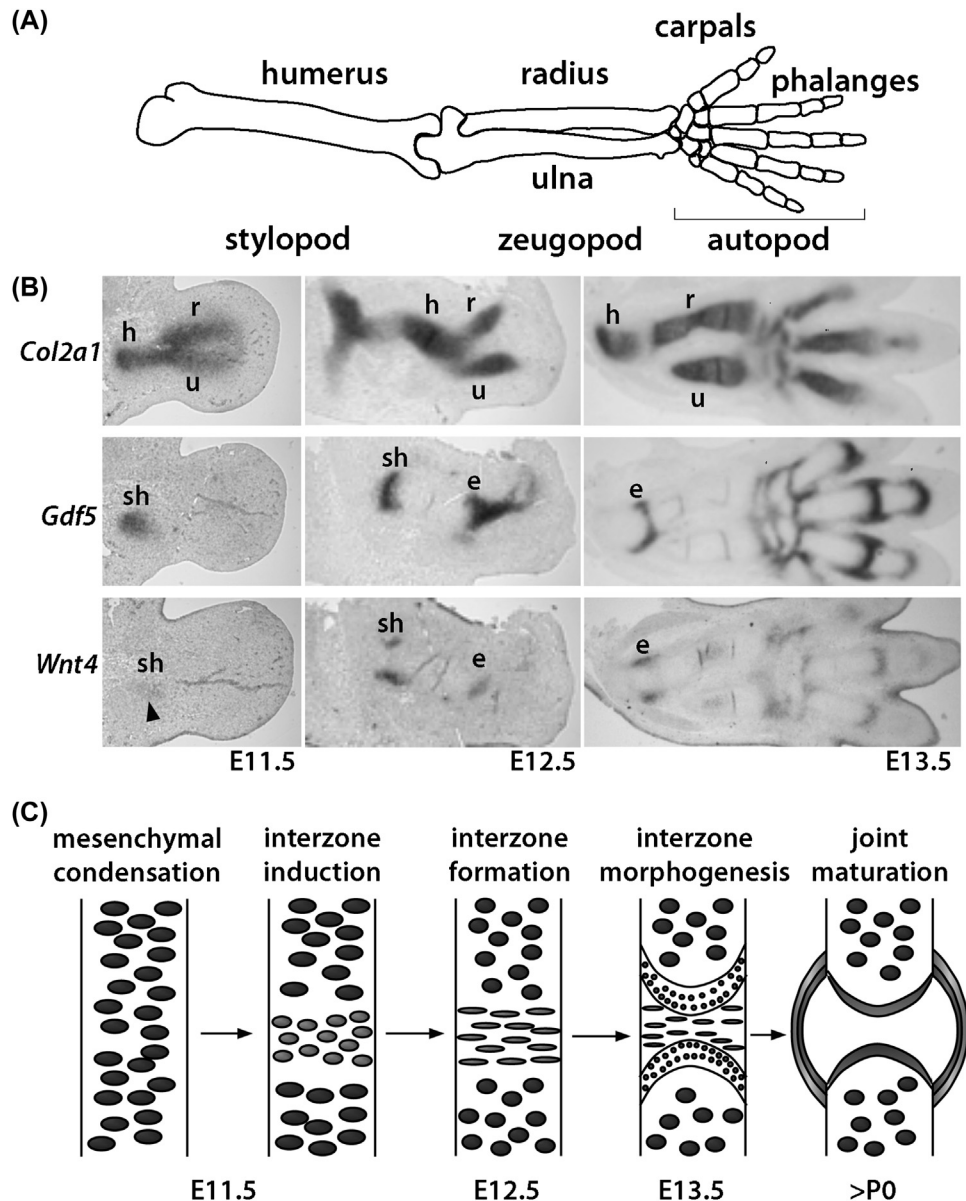 (A)
carpals
humerus
radius
phalanges
ulna
stylopod
zeugopod
autopod
(B)
Col2a1
h
r
u
h
r
u
h
r
u
Gdf5
sh
sh
e
e
Wnt4
sh
sh
e
e
E11.5
E12.5
E13.5
(C)
mesenchymal
condensation
interzone
induction
interzone
formation
interzone
morphogenesis
joint
maturation
E11.5
E12.5
E13.5
>P0